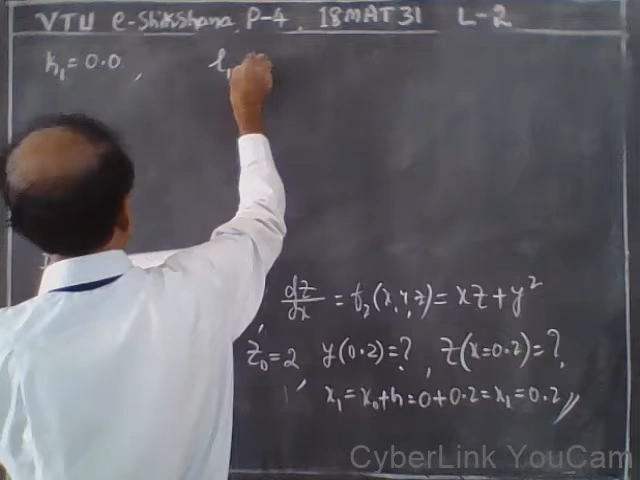 VTU e-Shikshana, P-4, 18MAT31 L-2
k₁ = 0.0 , l₁
dz/dx = f₂(x, y, z) = xz + y²
z₀ = 2 y(0.2) = ? , z(x=0.2) = ?
x₁ = x₀ + h = 0 + 0.2 = x₁ = 0.2 //
CyberLink YouCam